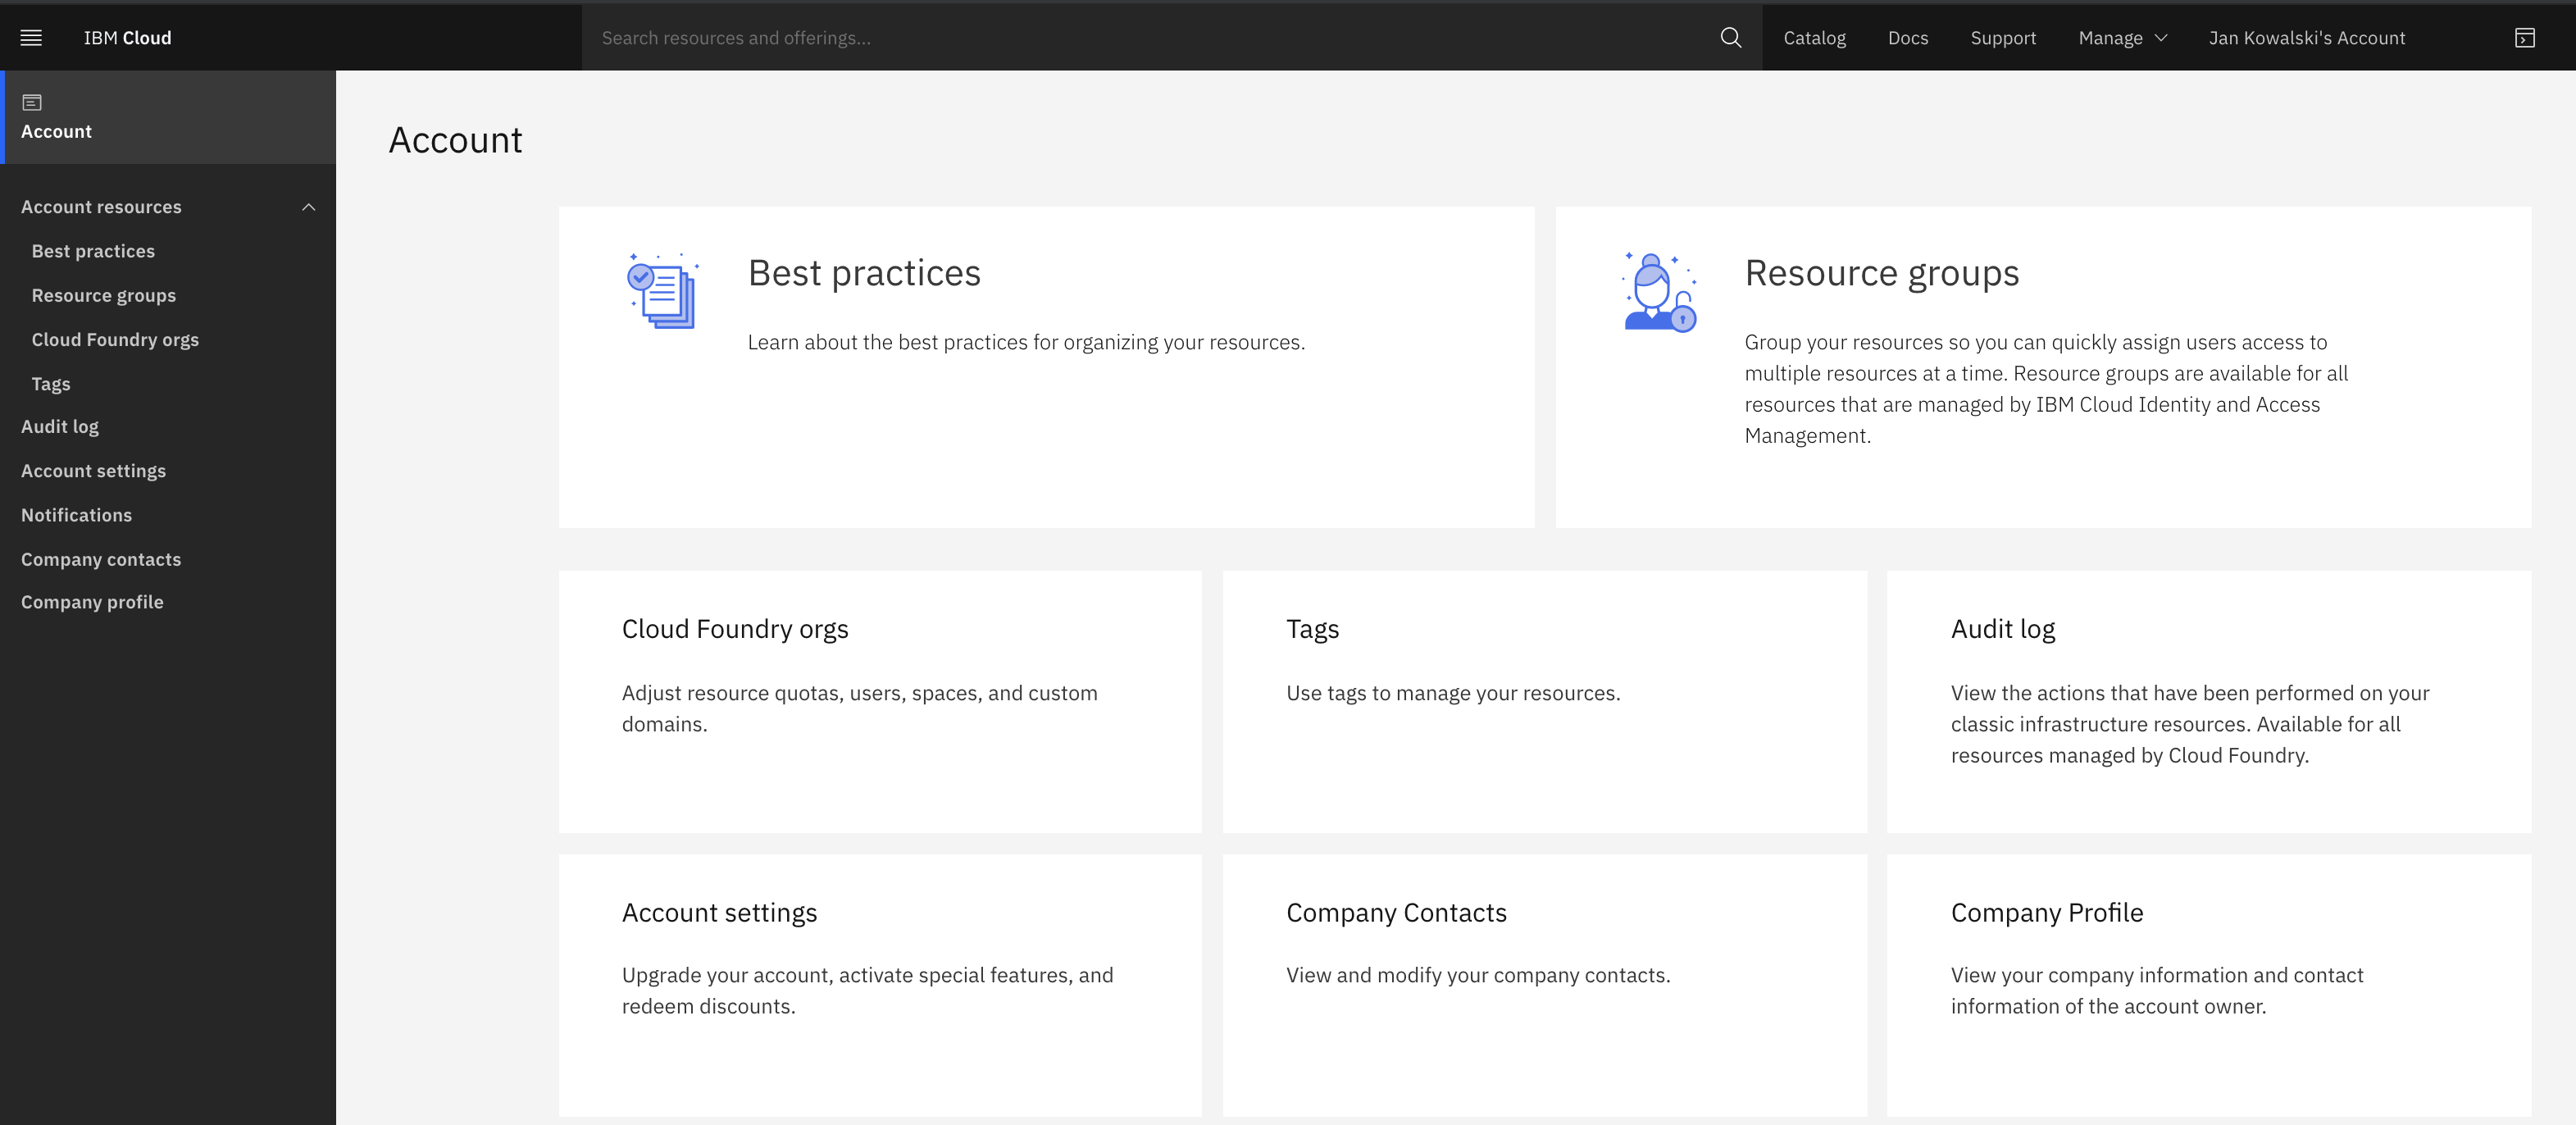 IBM Cloud
Search resources and offerings...
Catalog
Docs
Support
Manage
Jan Kowalski's Account
Account
Account resources
Best practices
Resource groups
Cloud Foundry orgs
Tags
Audit log
Account settings
Notifications
Company contacts
Company profile
Account
Best practices
Learn about the best practices for organizing your resources.
Resource groups
Group your resources so you can quickly assign users access to
multiple resources at a time. Resource groups are available for all
resources that are managed by IBM Cloud Identity and Access
Management.
Cloud Foundry orgs
Adjust resource quotas, users, spaces, and custom
domains.
Tags
Use tags to manage your resources.
Audit log
View the actions that have been performed on your
classic infrastructure resources. Available for all
resources managed by Cloud Foundry.
Account settings
Upgrade your account, activate special features, and
redeem discounts.
Company Contacts
View and modify your company contacts.
Company Profile
View your company information and contact
information of the account owner.